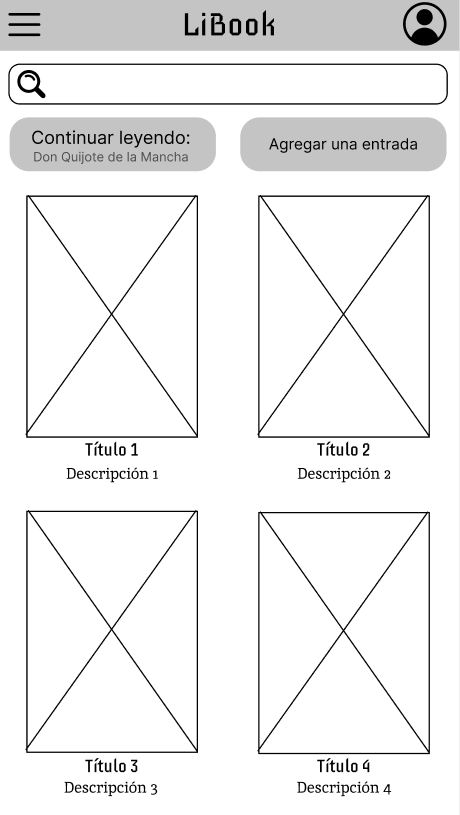 LiBook
Continuar leyendo:
Don Quijote de la Mancha
Agregar una entrada
Título 1
Descripción 1
Título 2
Descripción 2
Título 3
Descripción 3
Título 4
Descripción 4